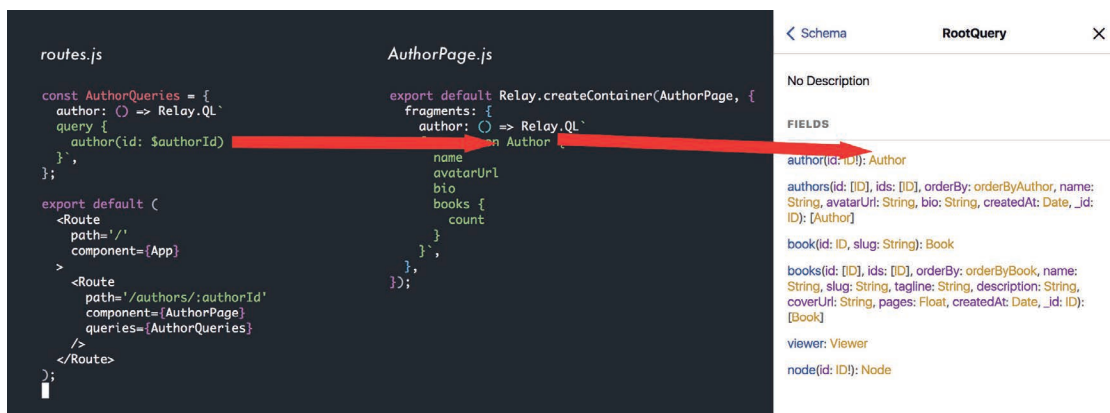 routes.js
const AuthorQueries = {
author: () => Relay.QL`
query {
author(id: $authorId)
}`,
};
export default (
<Route
path='/'
component={App}
>
<Route
path='/authors/:authorId'
component={AuthorPage}
queries={AuthorQueries}
/>
</Route>
);
AuthorPage.js
export default Relay.createContainer(AuthorPage, {
fragments: {
author: () => Relay.QL`
on Author {
name
avatarUrl
bio
books {
count
}
}`,
},
});
Schema
RootQuery
No Description
FIELDS
author(id: ID!): Author
authors(id: [ID], ids: [ID], orderBy: orderByAuthor, name:
String, avatarUrl: String, bio: String, createdAt: Date, _id:
ID): [Author]
book(id: ID, slug: String): Book
books(id: [ID], ids: [ID], orderBy: orderByBook, name:
String, slug: String, tagline: String, description: String,
coverUrl: String, pages: Float, createdAt: Date, _id: ID):
[Book]
viewer: Viewer
node(id: ID!): Node